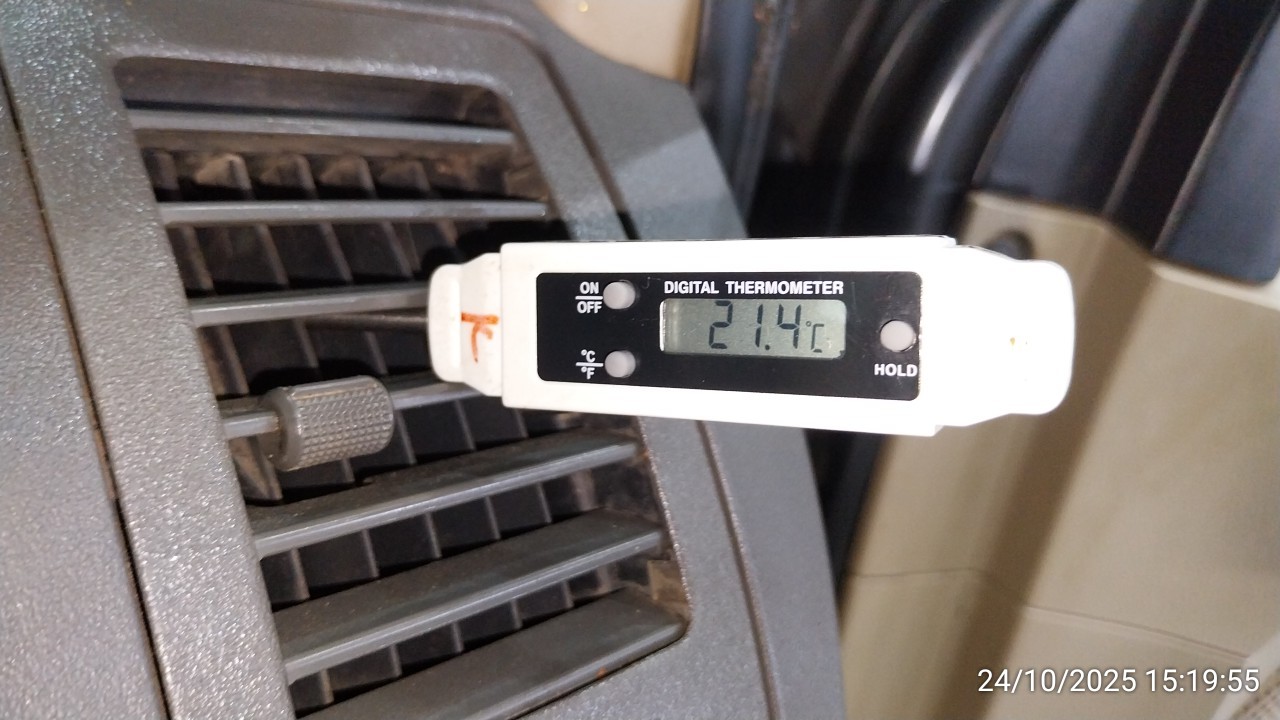 ON
OFF
DIGITAL THERMOMETER
21.4°C
°C
°F
HOLD
24/10/2025 15:19:55